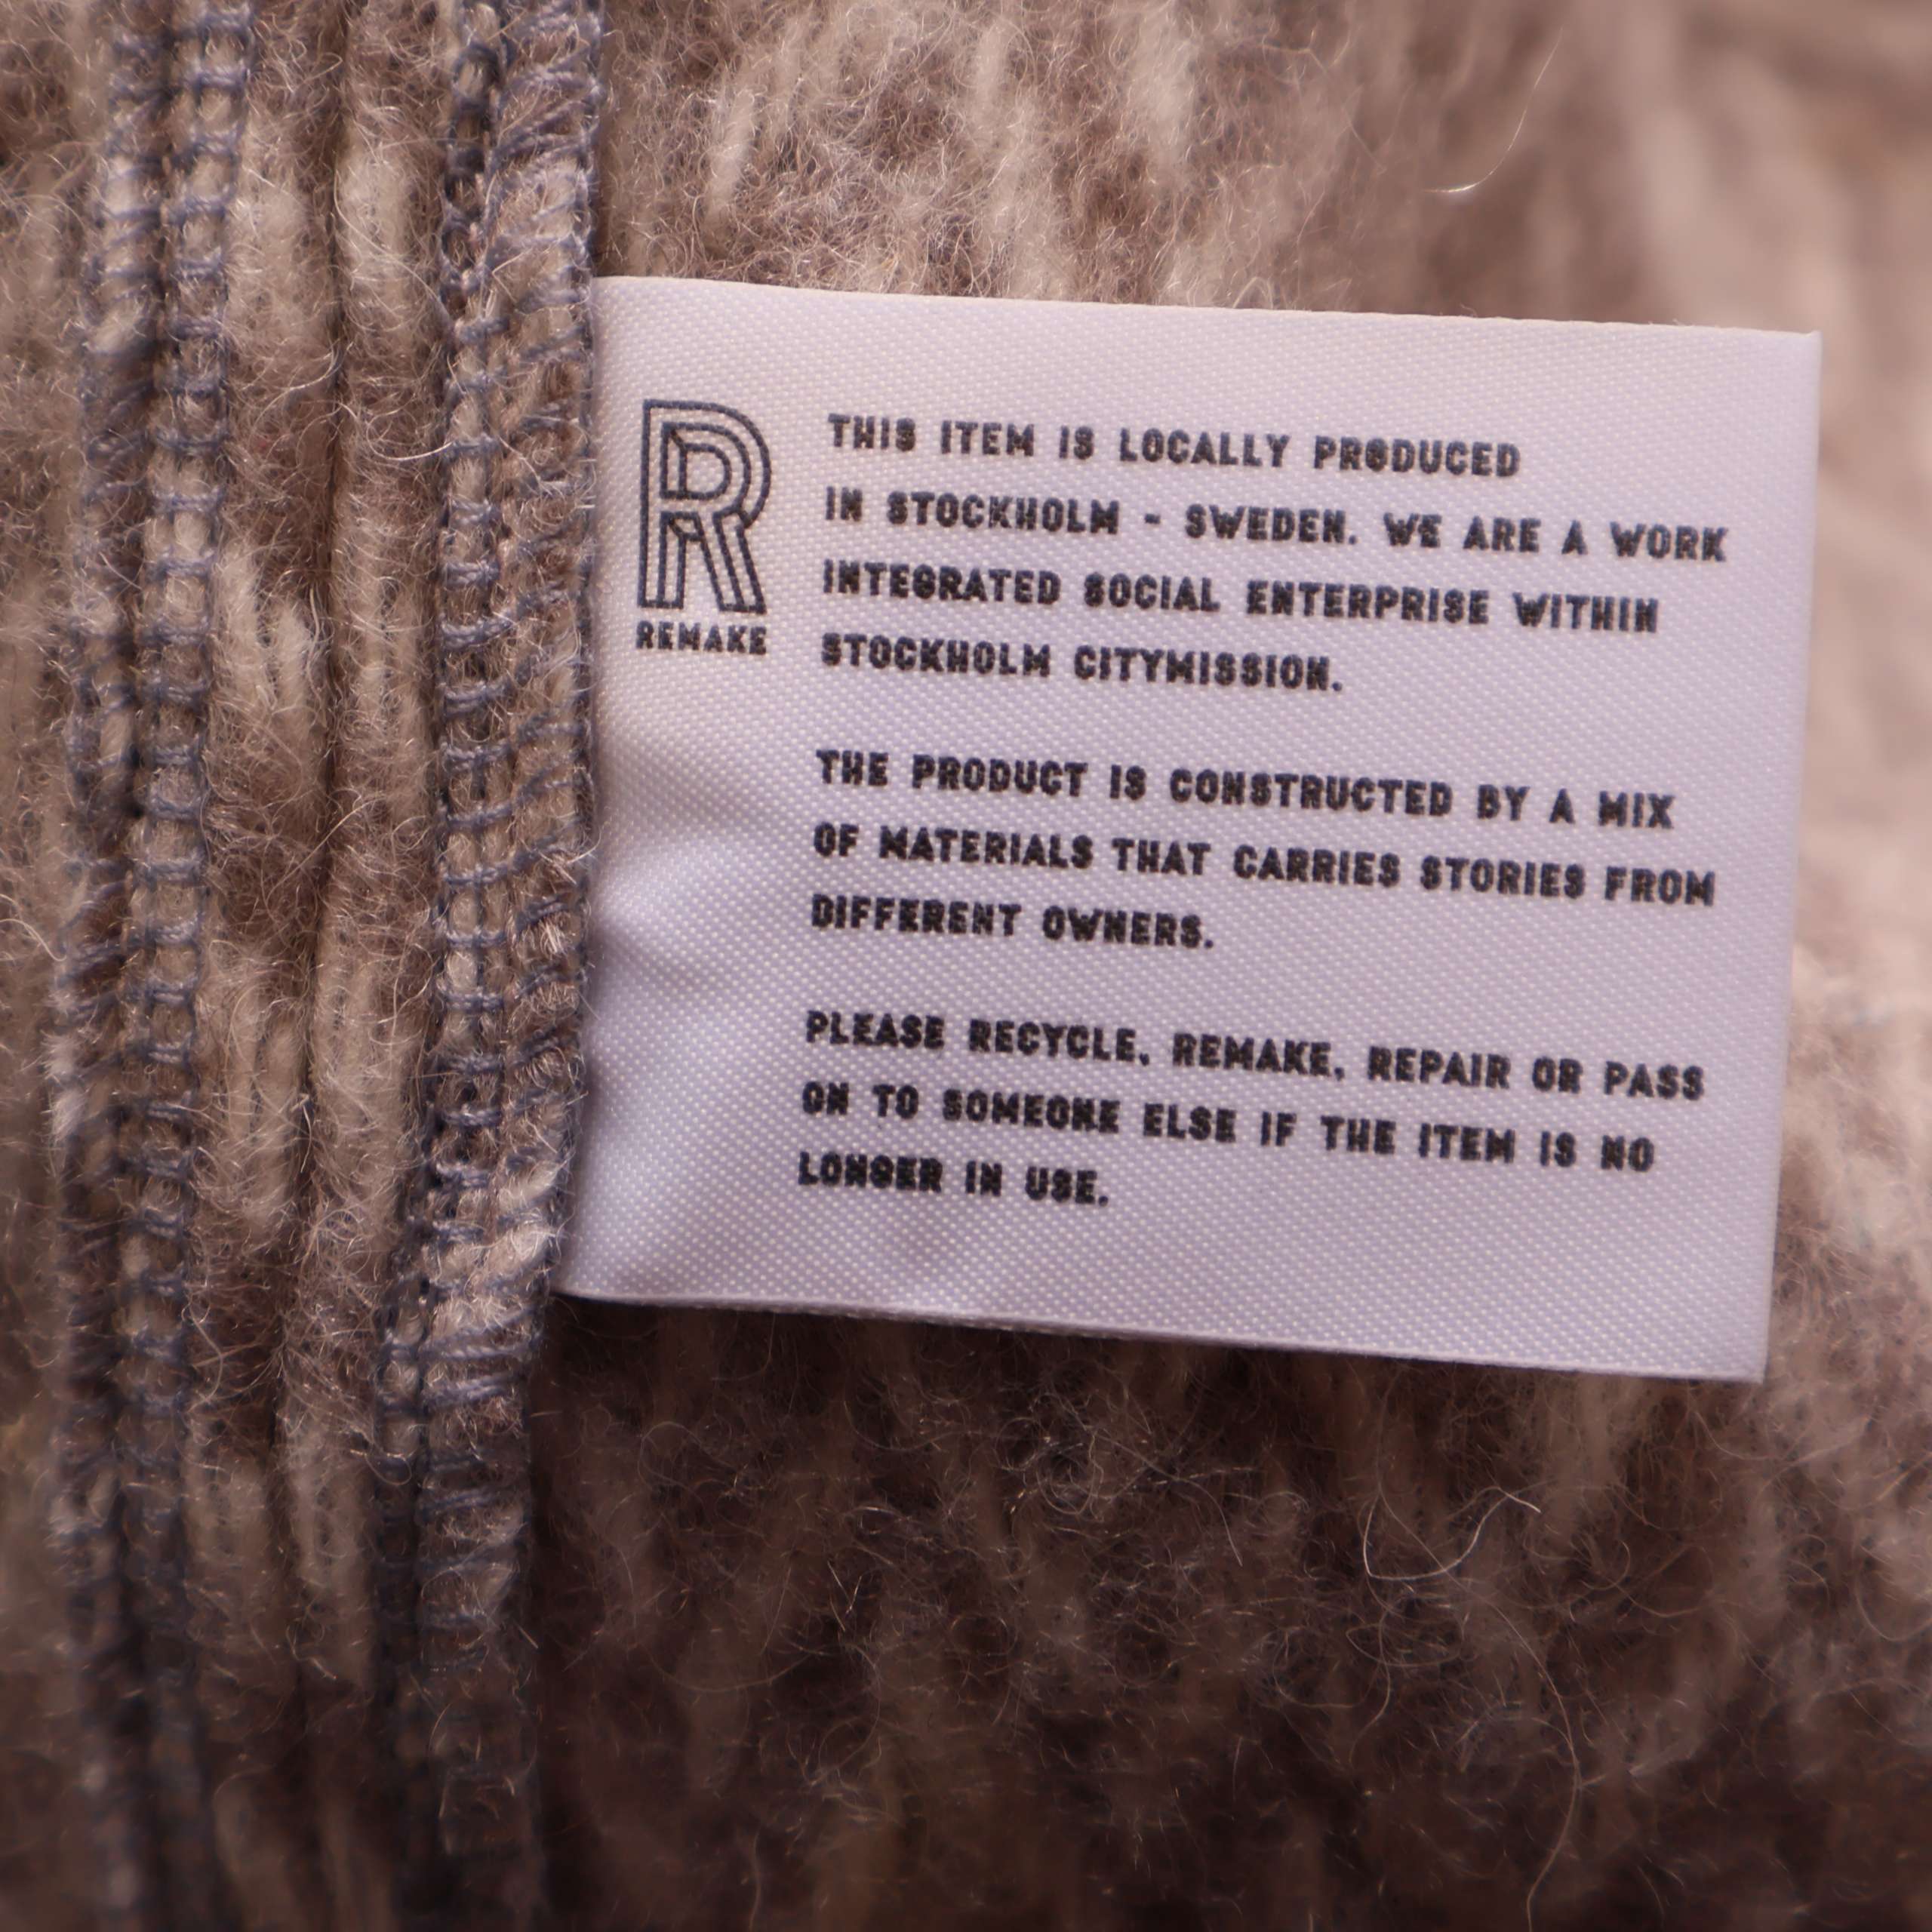 R
REMAKE
THIS ITEM IS LOCALLY PRODUCED
IN STOCKHOLM - SWEDEN. WE ARE A WORK
INTEGRATED SOCIAL ENTERPRISE WITHIN
STOCKHOLM CITYMISSION.
THE PRODUCT IS CONSTRUCTED BY A MIX
OF MATERIALS THAT CARRIES STORIES FROM
DIFFERENT OWNERS.
PLEASE RECYCLE, REMAKE, REPAIR OR PASS
ON TO SOMEONE ELSE IF THE ITEM IS NO
LONGER IN USE.